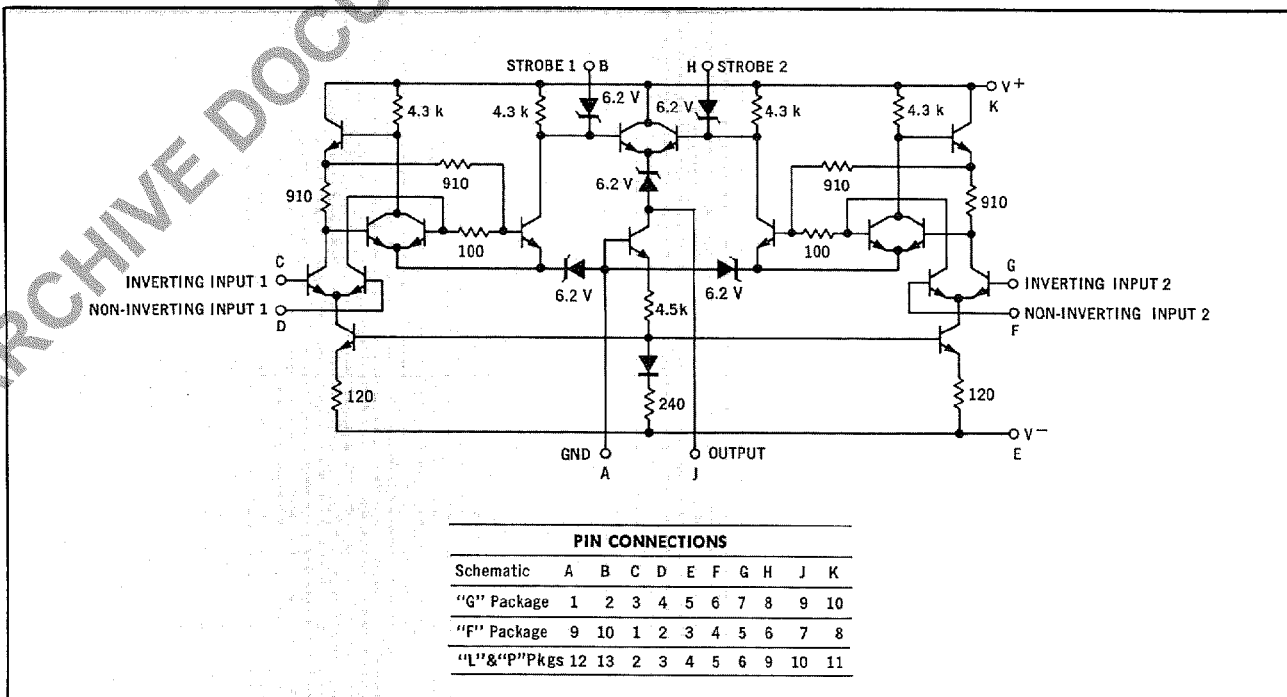 ARCHIVE DOCU
STROBE 1 B
H STROBE 2
V+
K
6.2 V
6.2 V
4.3 k
4.3 k
4.3 k
4.3 k
910
910
6.2 V
910
910
100
100
C
INVERTING INPUT 1
NON-INVERTING INPUT 1
D
6.2 V
6.2 V
4.5k
G
INVERTING INPUT 2
NON-INVERTING INPUT 2
F
120
240
120
V−
E
GND
A
OUTPUT
J
PIN CONNECTIONS
Schematic A B C D E F G H J K
"G" Package 1 2 3 4 5 6 7 8 9 10
"F" Package 9 10 1 2 3 4 5 6 7 8
"L"&"P"Pkgs 12 13 2 3 4 5 6 9 10 11